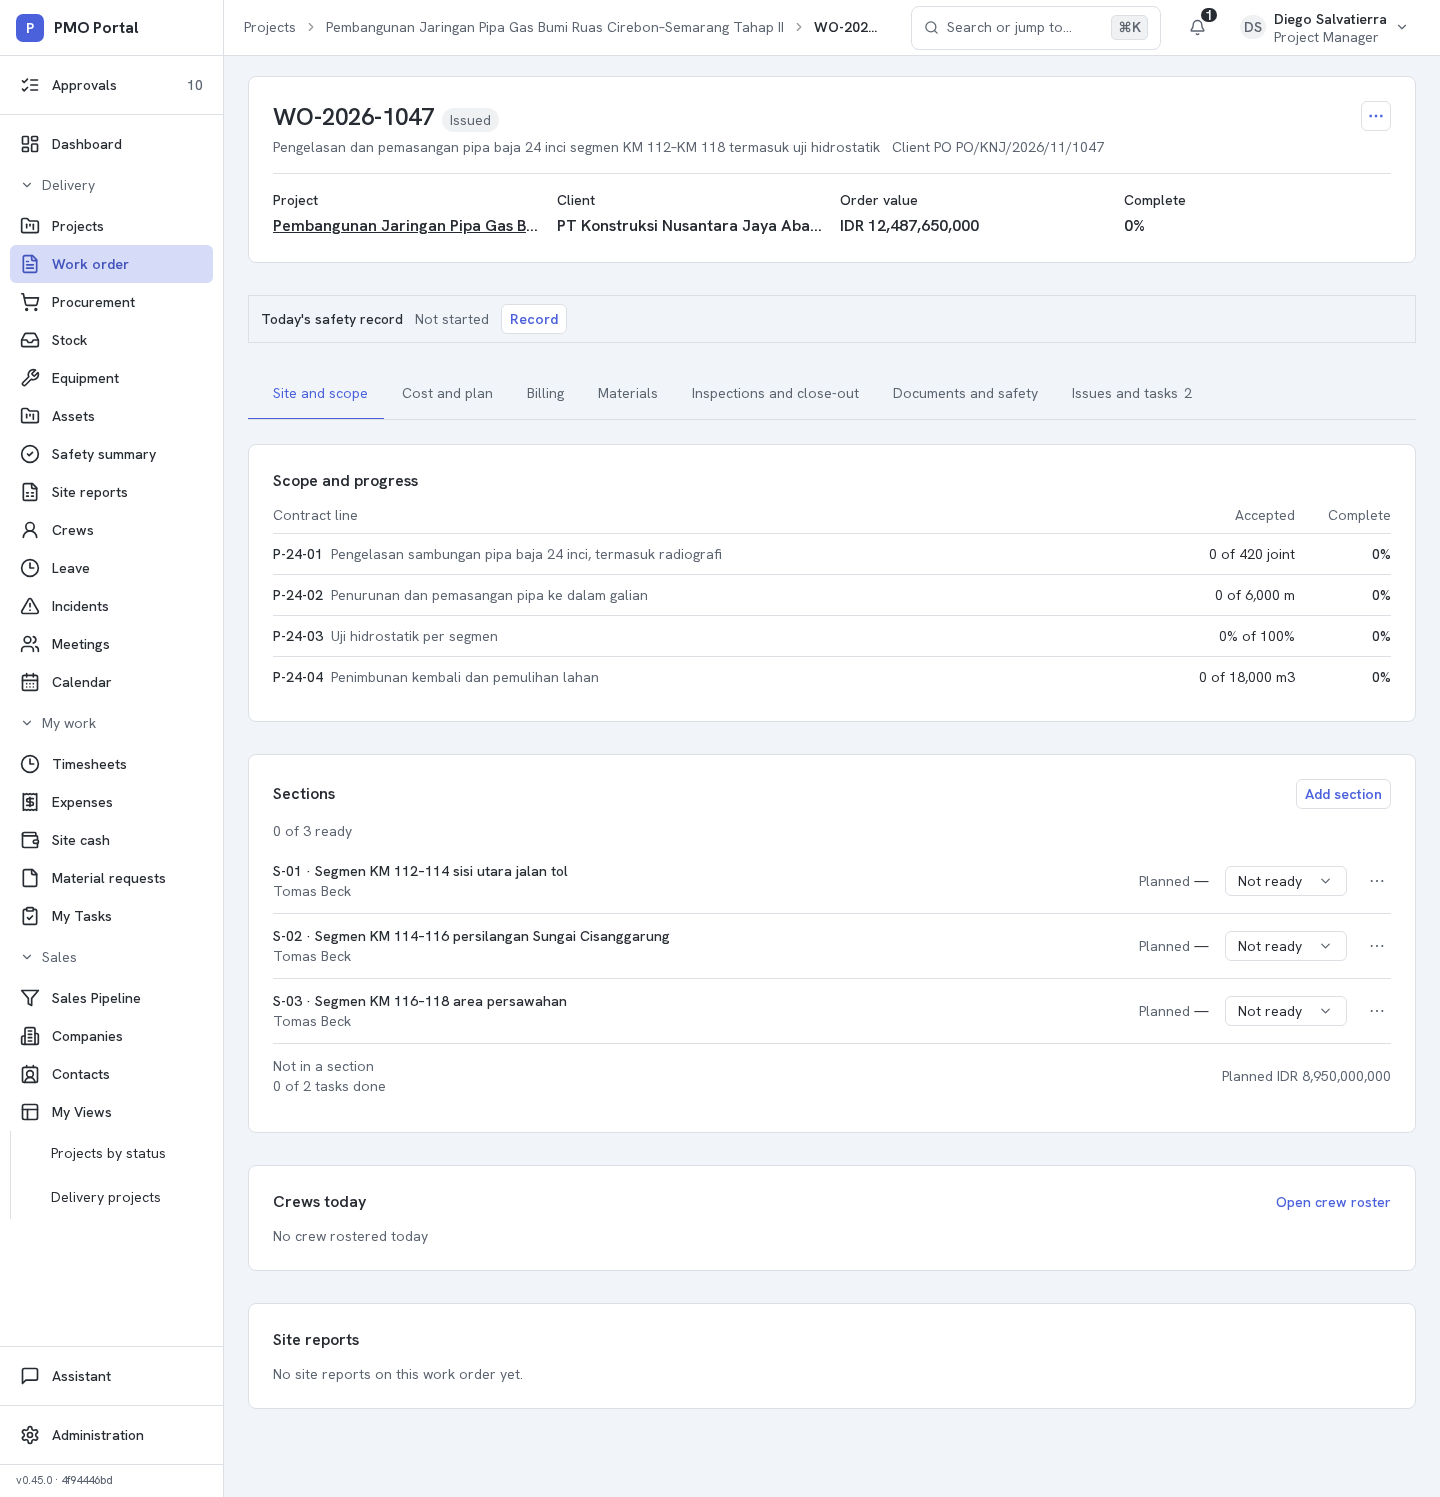 P PMO Portal
Projects > Pembangunan Jaringan Pipa Gas Bumi Ruas Cirebon–Semarang Tahap II > WO-202...
Search or jump to... ⌘K
1
DS Diego Salvatierra
Project Manager
Approvals 10
Dashboard
Delivery
Projects
Work order
Procurement
Stock
Equipment
Assets
Safety summary
Site reports
Crews
Leave
Incidents
Meetings
Calendar
My work
Timesheets
Expenses
Site cash
Material requests
My Tasks
Sales
Sales Pipeline
Companies
Contacts
My Views
Projects by status
Delivery projects
Assistant
Administration
v0.45.0 · 4f94446bd
WO-2026-1047 Issued
Pengelasan dan pemasangan pipa baja 24 inci segmen KM 112–KM 118 termasuk uji hidrostatik Client PO PO/KNJ/2026/11/1047
Project Client Order value Complete
Pembangunan Jaringan Pipa Gas B... PT Konstruksi Nusantara Jaya Aba... IDR 12,487,650,000 0%
Today's safety record Not started Record
Site and scope Cost and plan Billing Materials Inspections and close-out Documents and safety Issues and tasks 2
Scope and progress
Contract line Accepted Complete
P-24-01 Pengelasan sambungan pipa baja 24 inci, termasuk radiografi 0 of 420 joint 0%
P-24-02 Penurunan dan pemasangan pipa ke dalam galian 0 of 6,000 m 0%
P-24-03 Uji hidrostatik per segmen 0% of 100% 0%
P-24-04 Penimbunan kembali dan pemulihan lahan 0 of 18,000 m3 0%
Sections Add section
0 of 3 ready
S-01 · Segmen KM 112–114 sisi utara jalan tol
Tomas Beck
Planned — Not ready
S-02 · Segmen KM 114–116 persilangan Sungai Cisanggarung
Tomas Beck
Planned — Not ready
S-03 · Segmen KM 116–118 area persawahan
Tomas Beck
Planned — Not ready
Not in a section
0 of 2 tasks done
Planned IDR 8,950,000,000
Crews today Open crew roster
No crew rostered today
Site reports
No site reports on this work order yet.